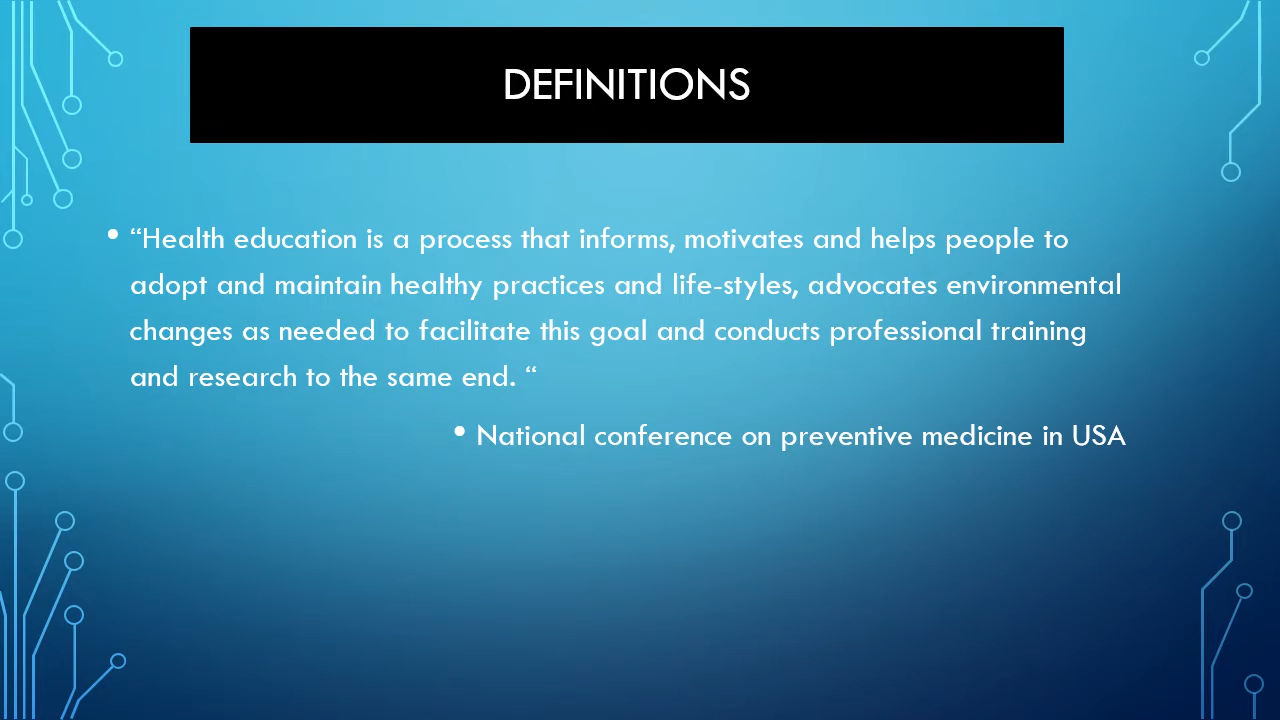 DEFINITIONS
• “Health education is a process that informs, motivates and helps people to
adopt and maintain healthy practices and life-styles, advocates environmental
changes as needed to facilitate this goal and conducts professional training
and research to the same end. “
• National conference on preventive medicine in USA